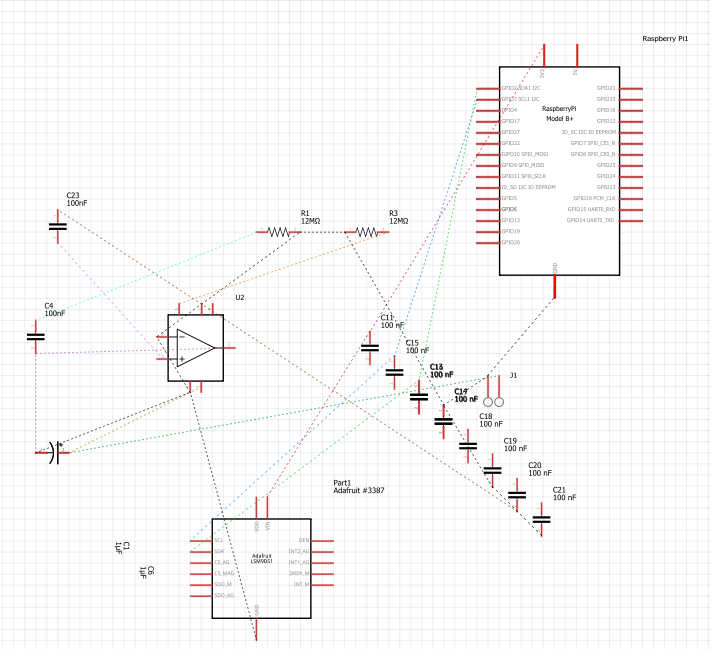 Raspberry Pi1
3V3
5V
RaspberryPi
Model B+
GPIO2 SDA1 I2C
GPIO3 SCL1 I2C
GPIO4
GPIO17
GPIO27
GPIO22
GPIO10 SPI0_MOSI
GPIO9 SPI0_MISO
GPIO11 SPI0_SCLK
ID_SD I2C ID EEPROM
GPIO5
GPIO6
GPIO13
GPIO19
GPIO26
GPIO21
GPIO20
GPIO16
GPIO12
ID_SC I2C ID EEPROM
GPIO7 SPI0_CE1_N
GPIO8 SPI0_CE0_N
GPIO25
GPIO24
GPIO23
GPIO18 PCM_CLK
GPIO15 UART0_RXD
GPIO14 UART0_TXD
GND
C23
100nF
R1
12MΩ
R3
12MΩ
U2
C4
100nF
C11
100 nF
C15
100 nF
100 nF
100 nF
J1
C18
100 nF
C19
100 nF
C20
100 nF
C21
100 nF
Part1
Adafruit #3387
VDD
VIN
Adafruit
LSM9DS1
SCL
SDA
CS_AG
CS_MAG
SDO_M
SDO_AG
DEN
INT2_AG
INT1_AG
DRDY_M
INT_M
GND
C1
1µF
C6
1µF